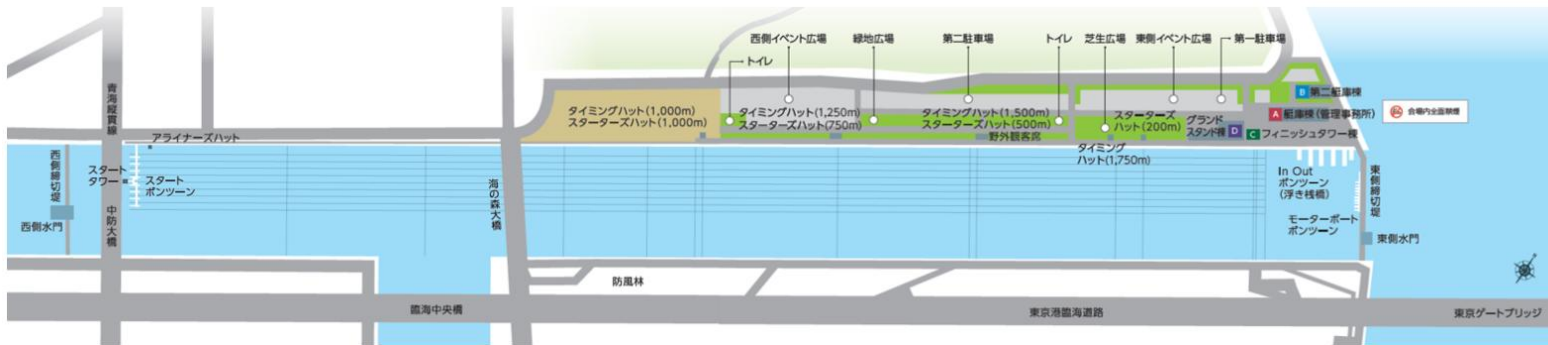 西側イベント広場
緑地広場
第二駐車場
トイレ
芝生広場
東側イベント広場
第一駐車場
トイレ
青海縦貫線
タイミングハット(1,000m)
スターターズハット(1,000m)
タイミングハット(1,250m)
スターターズハット(750m)
タイミングハット(1,500m)
スターターズハット(500m)
野外観客席
スターターズ
ハット(200m)
グランド
スタンド棟
D
B 第二艇庫棟
A 艇庫棟(管理事務所)
C フィニッシュタワー棟
会場内全面禁煙
タイミング
ハット(1,750m)
アライナーズハット
西側締切堤
スタート
タワー
スタート
ポンツーン
中防大橋
西側水門
海の森大橋
In Out
ポンツーン
(浮き桟橋)
モーターボート
ポンツーン
東側締切堤
東側水門
防風林
臨海中央橋
東京港臨海道路
東京ゲートブリッジ